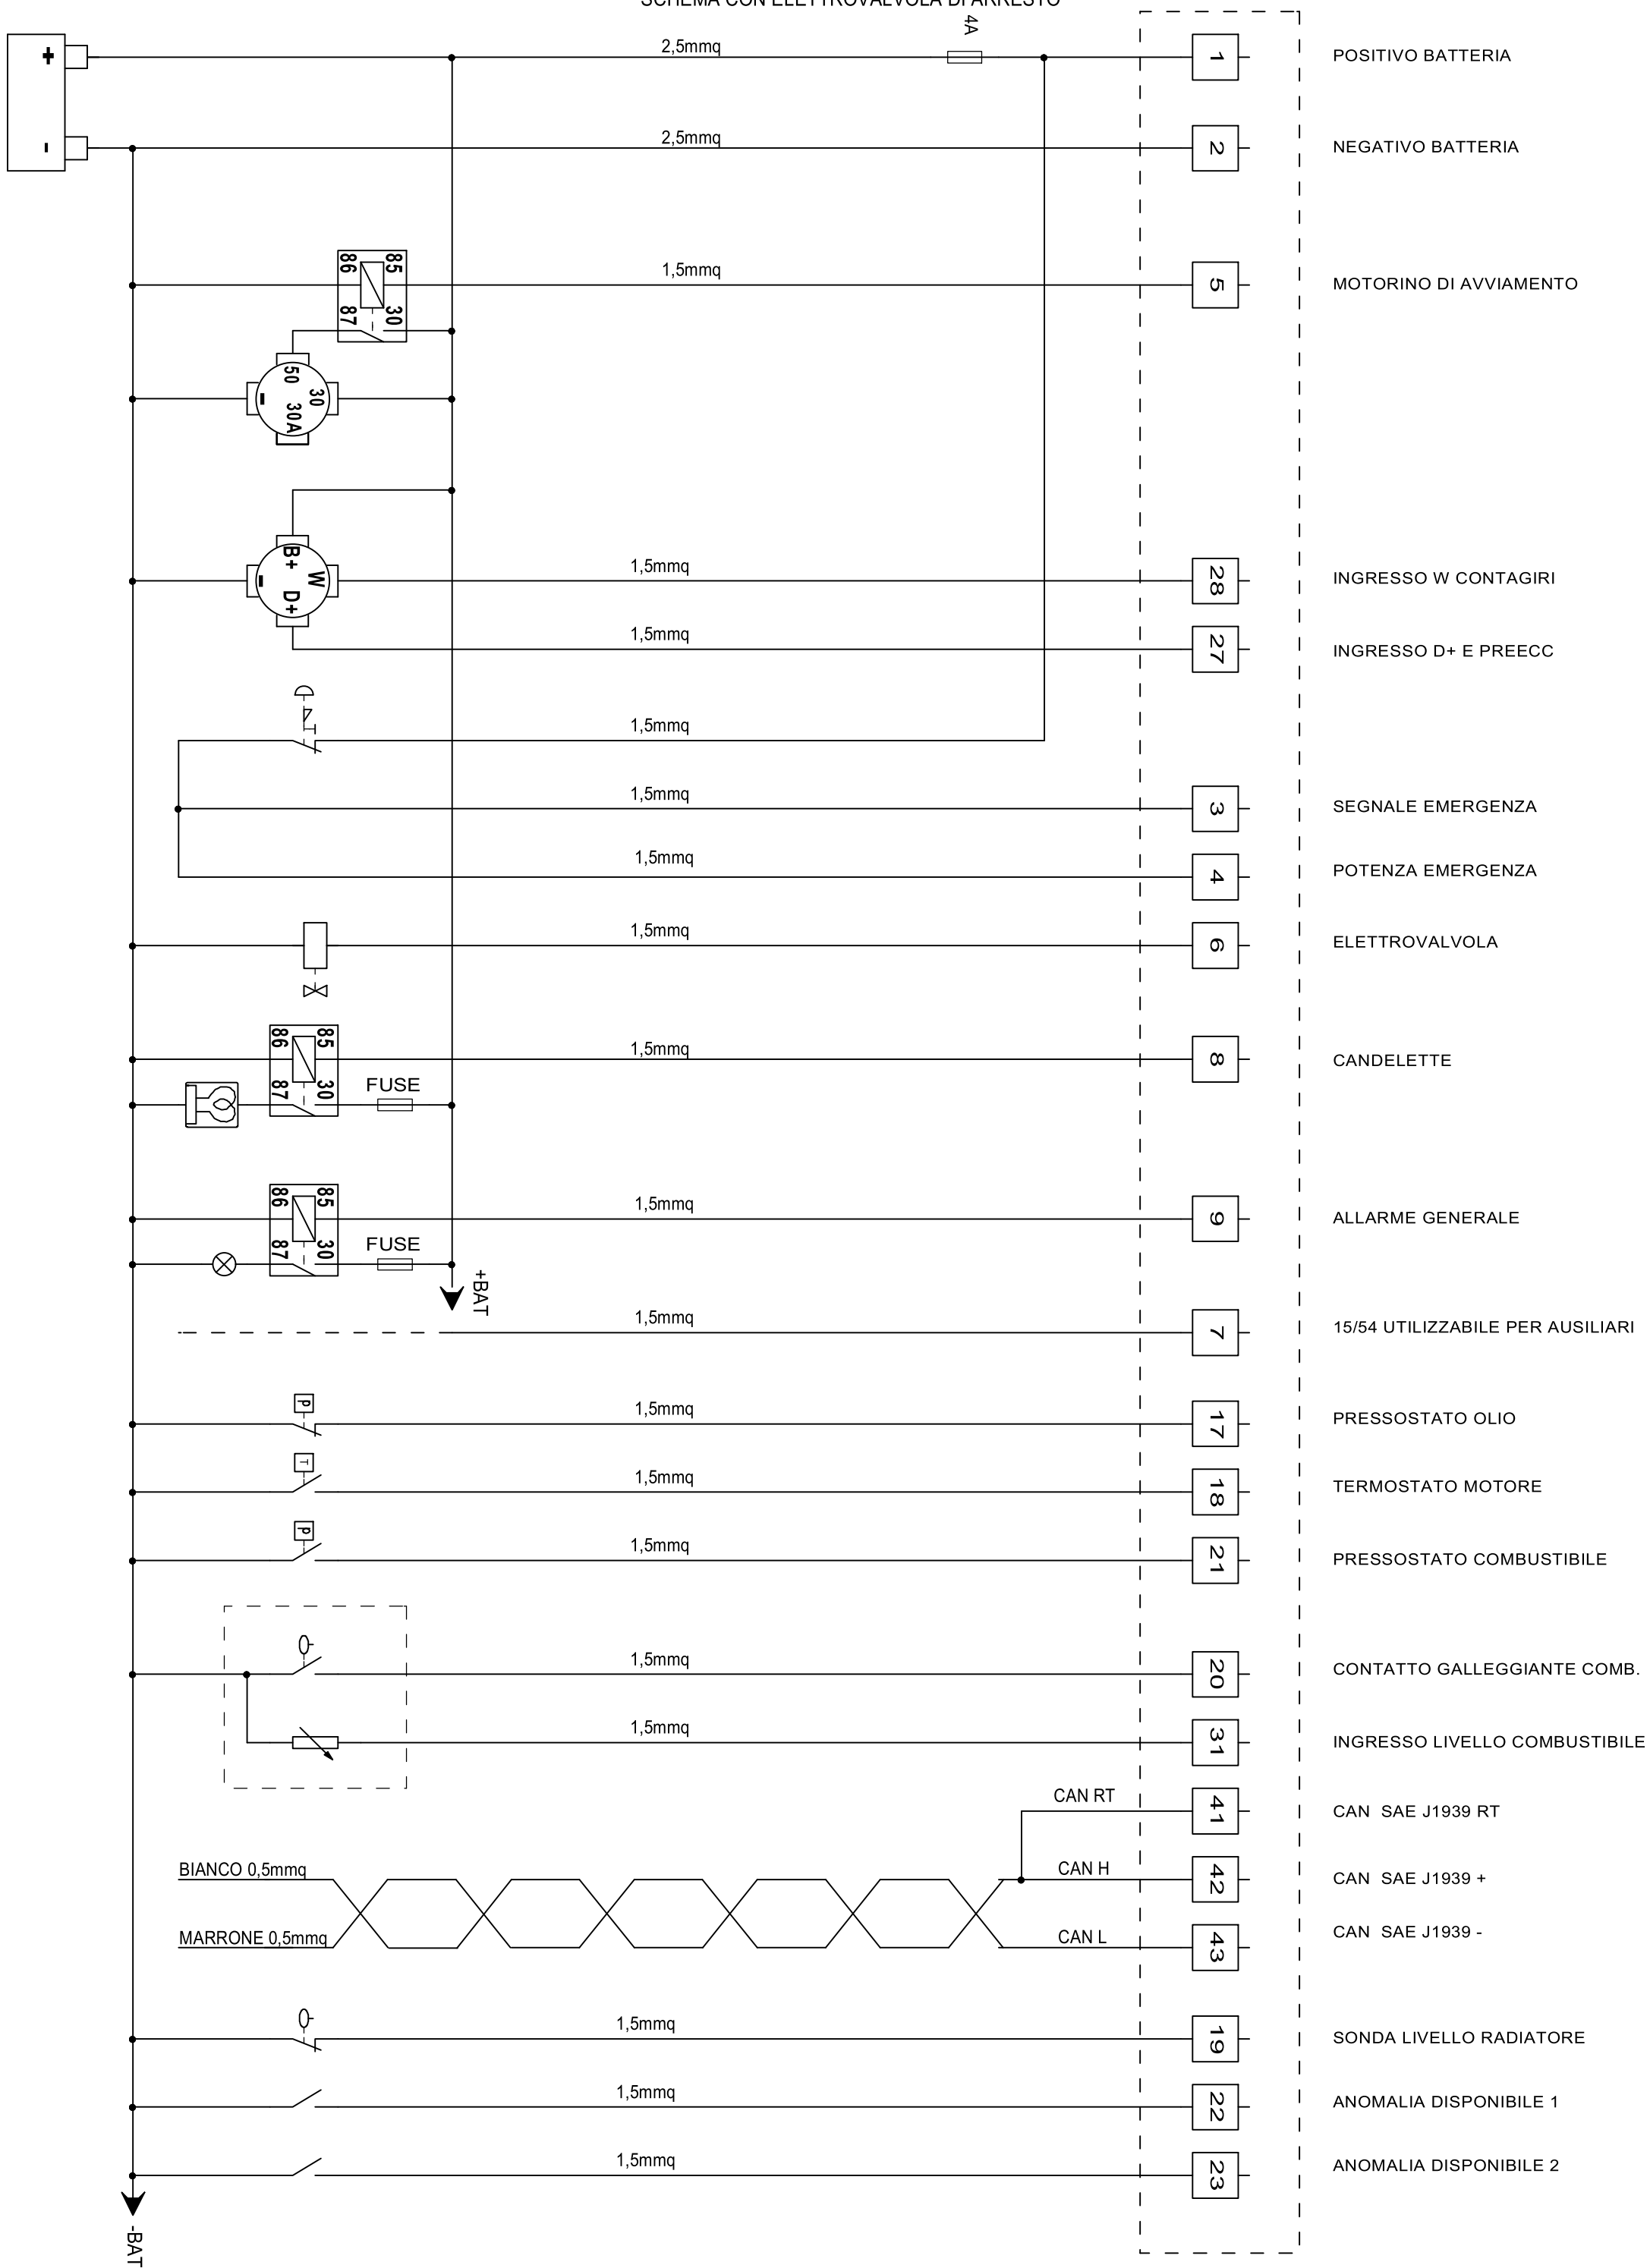 SCHEMA CON ELETTROVALVOLA DI ARRESTO
4A
+ 2,5mmq 1 POSITIVO BATTERIA
- 2,5mmq 2 NEGATIVO BATTERIA
86 85
1,5mmq 5 MOTORINO DI AVVIAMENTO
87 30
50
- 30
30A
B+
1,5mmq 28 INGRESSO W CONTAGIRI
- W
D+
1,5mmq 27 INGRESSO D+ E PREECC
1,5mmq
1,5mmq 3 SEGNALE EMERGENZA
1,5mmq 4 POTENZA EMERGENZA
1,5mmq 6 ELETTROVALVOLA
86 85
1,5mmq 8 CANDELETTE
87 30 FUSE
86 85
1,5mmq 9 ALLARME GENERALE
87 30 FUSE
+BAT
1,5mmq 7 15/54 UTILIZZABILE PER AUSILIARI
P
1,5mmq 17 PRESSOSTATO OLIO
T
1,5mmq 18 TERMOSTATO MOTORE
P
1,5mmq 21 PRESSOSTATO COMBUSTIBILE
1,5mmq 20 CONTATTO GALLEGGIANTE COMB.
1,5mmq 31 INGRESSO LIVELLO COMBUSTIBILE
CAN RT 41 CAN SAE J1939 RT
BIANCO 0,5mmq CAN H 42 CAN SAE J1939 +
MARRONE 0,5mmq CAN L 43 CAN SAE J1939 -
1,5mmq 19 SONDA LIVELLO RADIATORE
1,5mmq 22 ANOMALIA DISPONIBILE 1
1,5mmq 23 ANOMALIA DISPONIBILE 2
-BAT